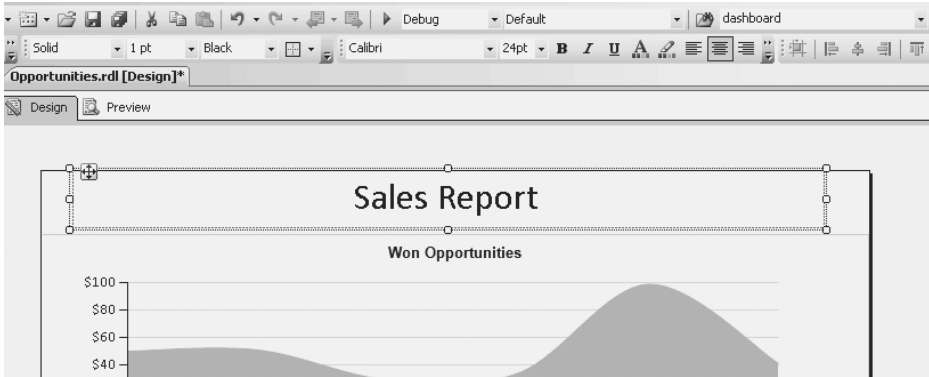 Debug Default dashboard
Solid 1 pt Black Calibri 24pt B I U A
Opportunities.rdl [Design]*
Design Preview
Sales Report
Won Opportunities
$100
$80
$60
$40